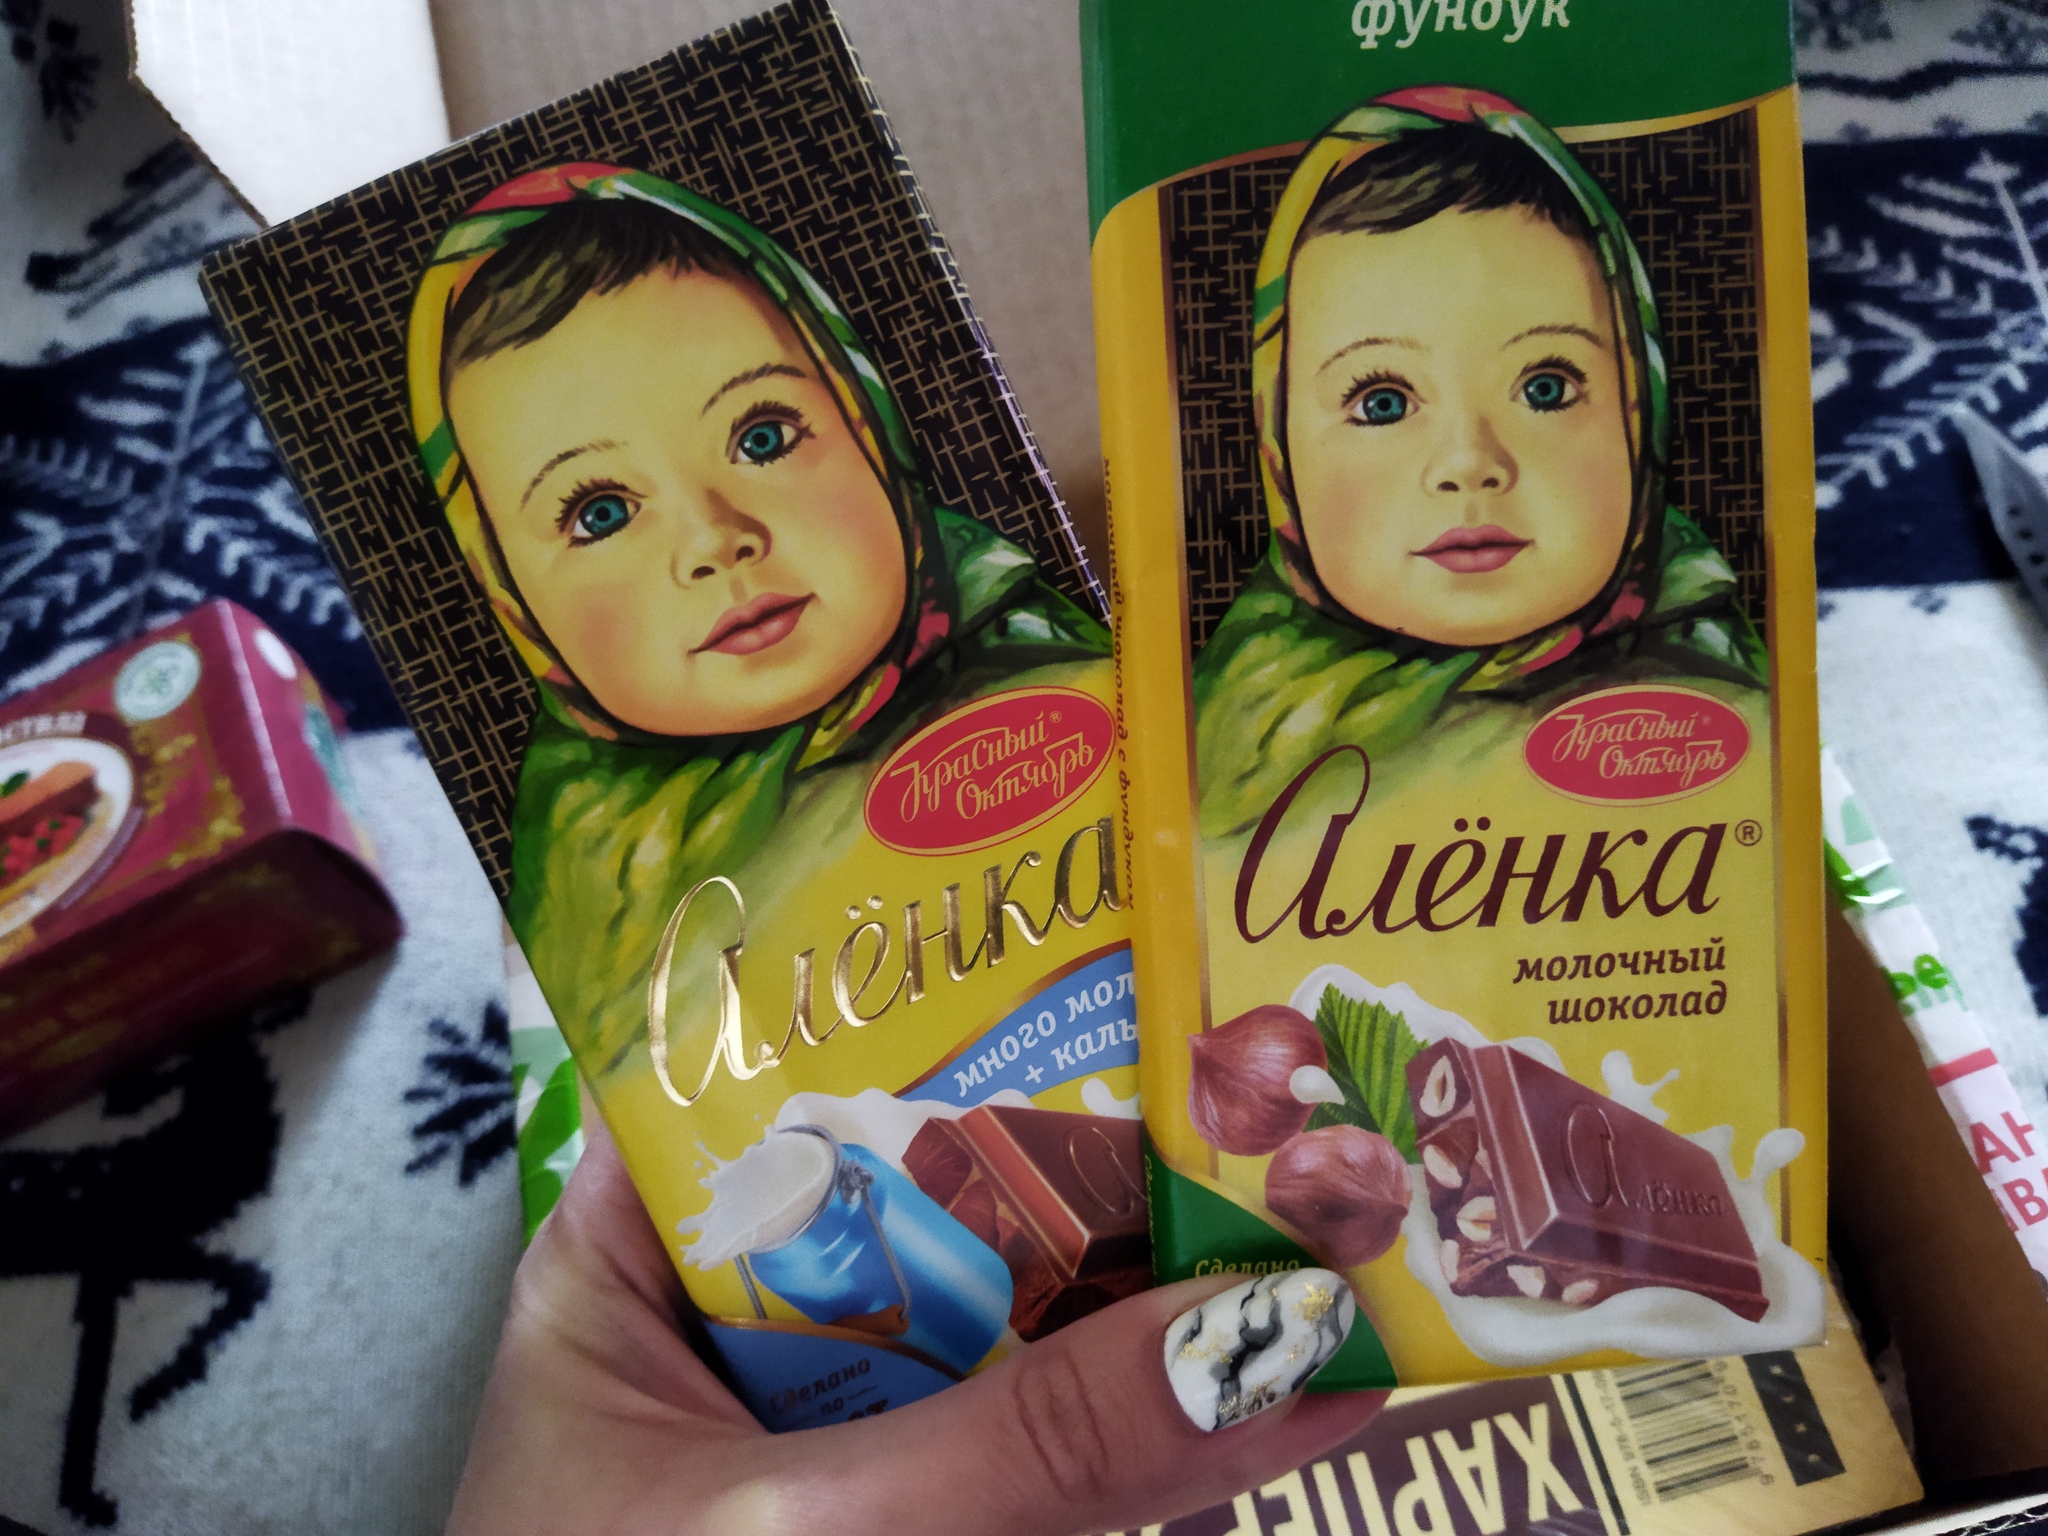 Красный
Октябрь
Алёнка
много мол
+ каль
Сделано
по
фундук
молочный шоколад с фундуком
Красный®
Октябрь
Алёнка®
молочный
шоколад
Алёнка
Сделано
ХАРПЕР